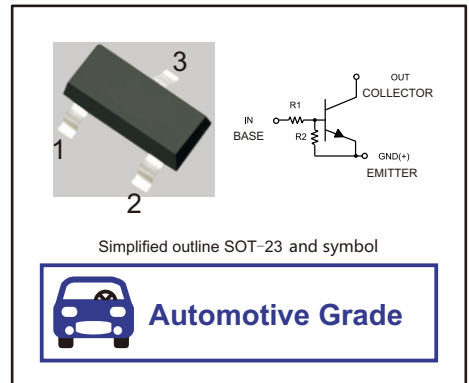 3
1
2
OUT
COLLECTOR
R1
IN
BASE
R2
GND(+)
EMITTER
Simplified outline SOT-23 and symbol
Automotive Grade